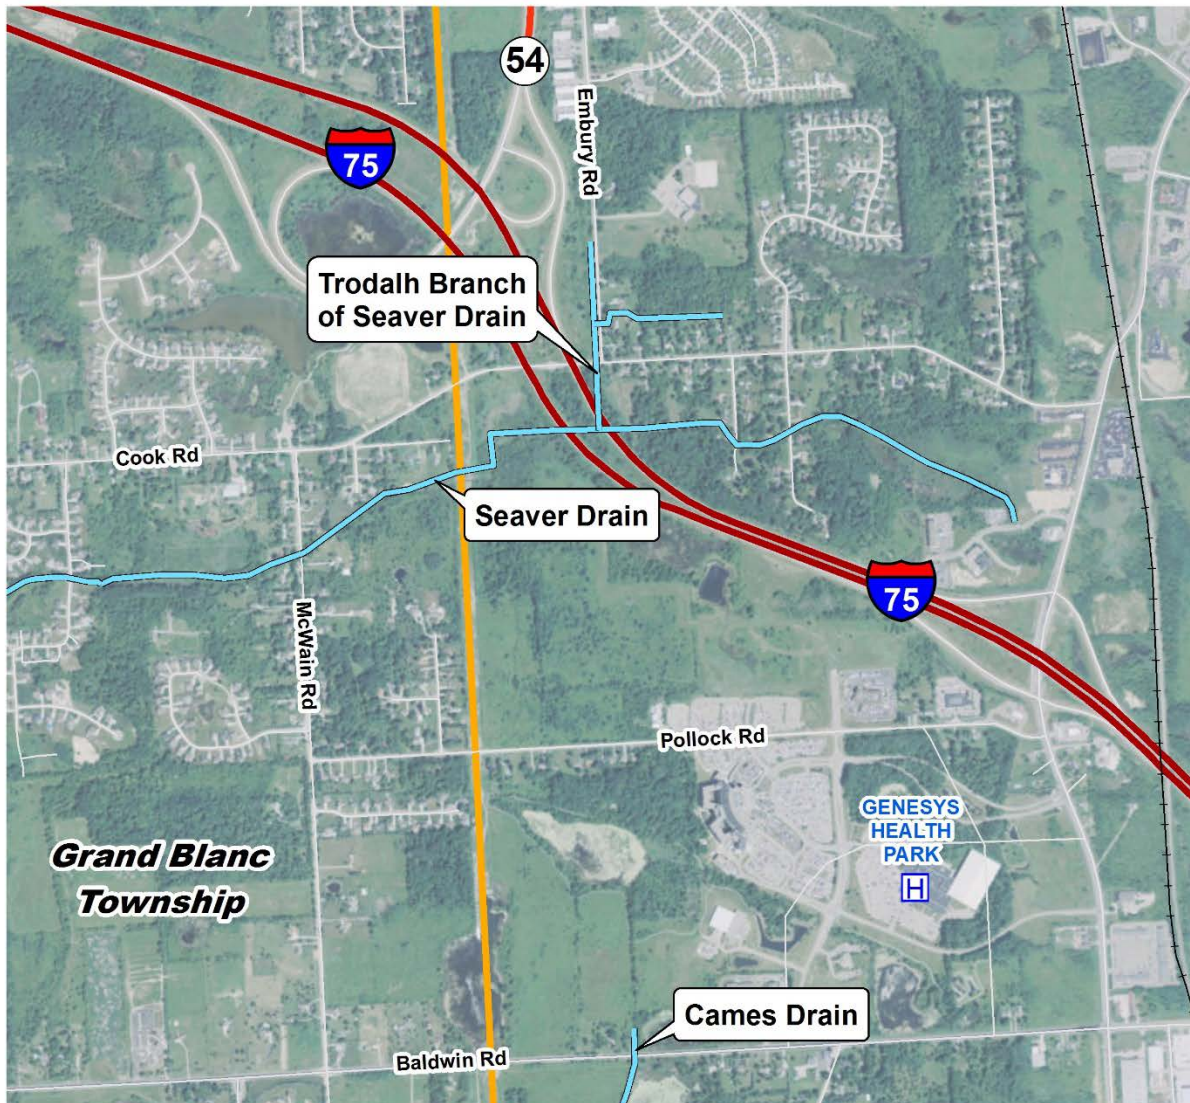 54
Embury Rd
75
Trodalh Branch
of Seaver Drain
Cook Rd
Seaver Drain
75
McWain Rd
Pollock Rd
GENESYS
HEALTH
PARK
H
Grand Blanc
Township
Cames Drain
Baldwin Rd